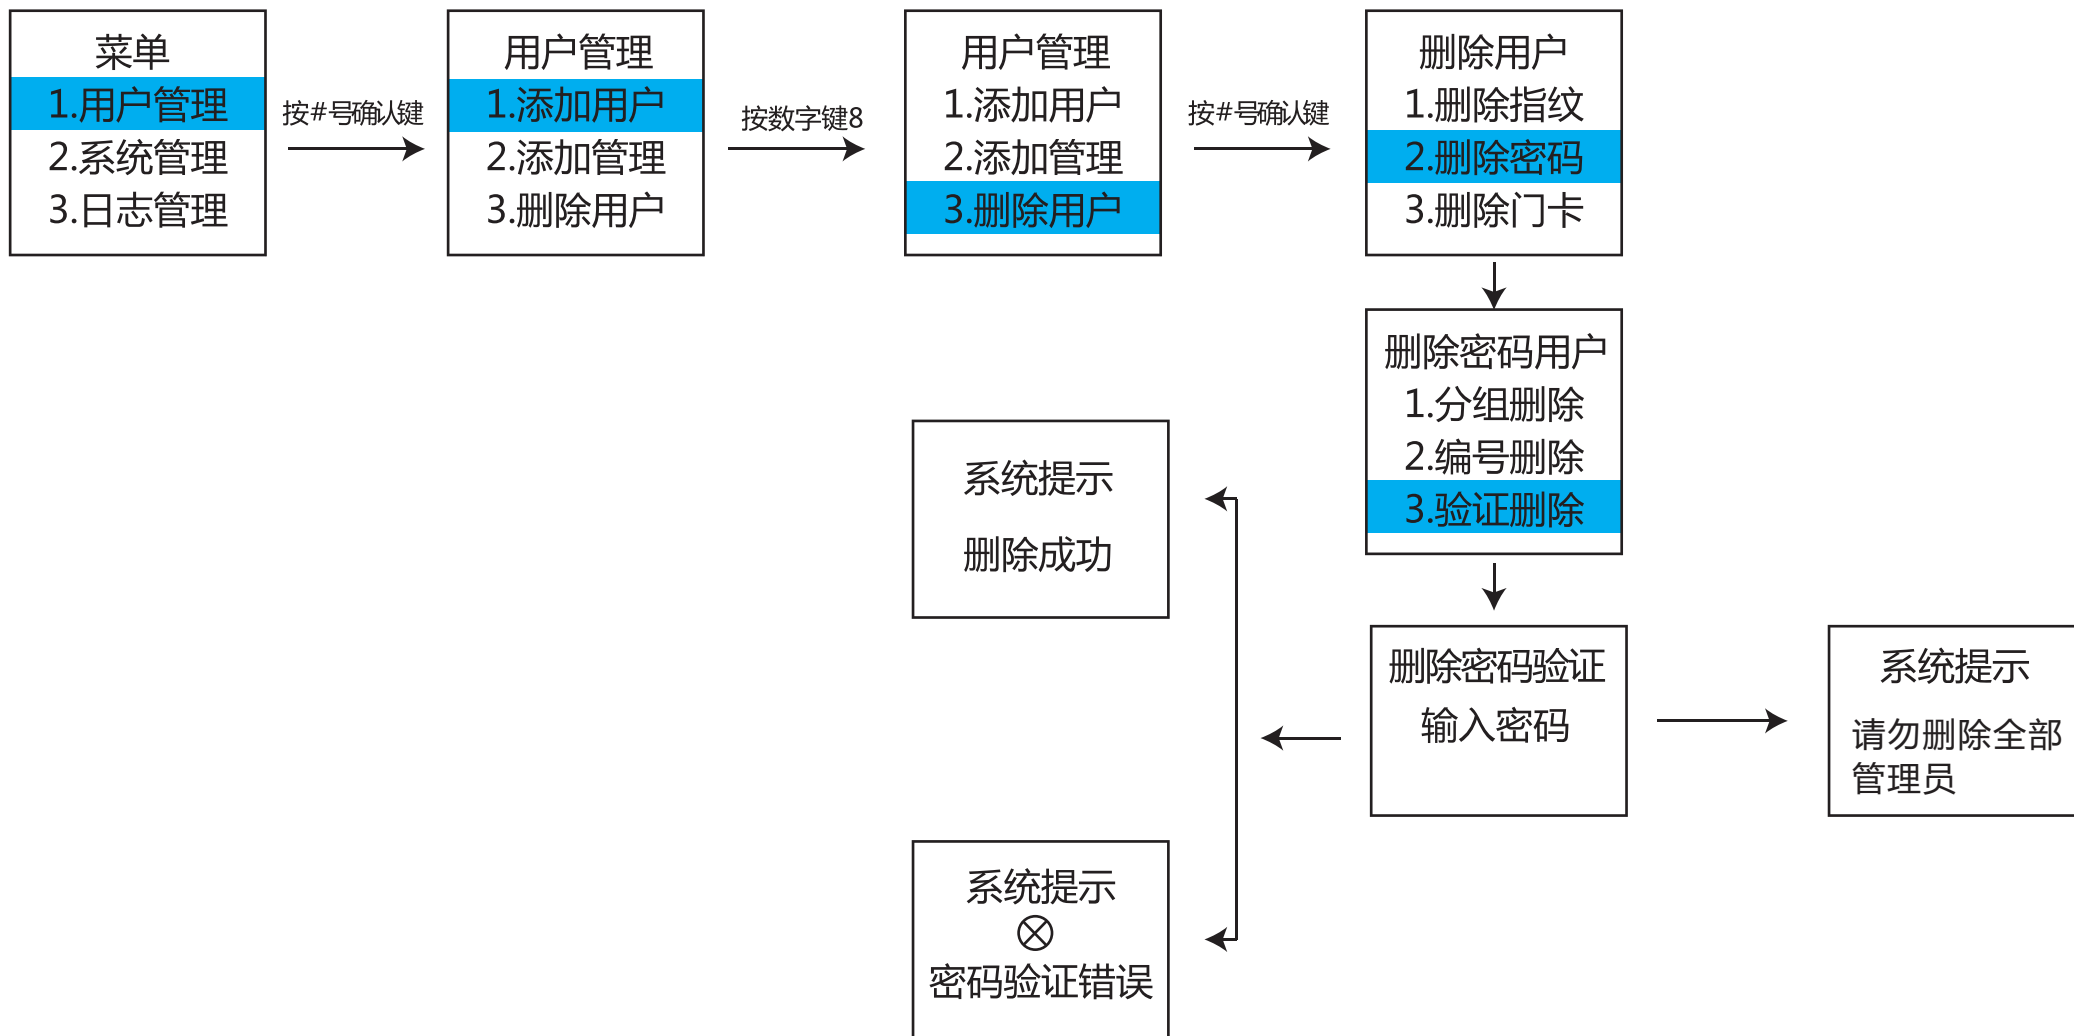 菜单
1.用户管理
2.系统管理
3.日志管理
按#号确认键
用户管理
1.添加用户
2.添加管理
3.删除用户
按数字键8
用户管理
1.添加用户
2.添加管理
3.删除用户
按#号确认键
删除用户
1.删除指纹
2.删除密码
3.删除门卡
删除密码用户
1.分组删除
2.编号删除
3.验证删除
系统提示
删除成功
删除密码验证
输入密码
系统提示
请勿删除全部
管理员
系统提示
密码验证错误